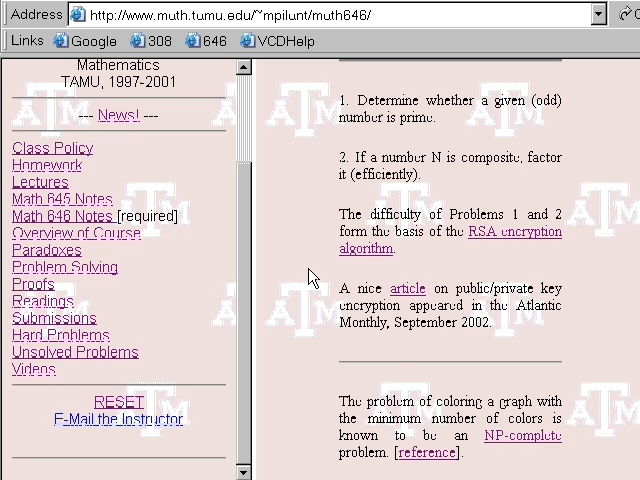 Address http://www.muth.tumu.edu/~mpilunt/muth646/
Links Google 308 646 VCDHelp
Mathematics
TAMU, 1997-2001
--- News! ---
Class Policy
Homework
Lectures
Math 645 Notes
Math 646 Notes [required]
Overview of Course
Paradoxes
Problem Solving
Proofs
Readings
Submissions
Hard Problems
Unsolved Problems
Videos
RESET
E-Mail the Instructor
1. Determine whether a given (odd)
number is prime.
2. If a number N is composite, factor
it (efficiently).
The difficulty of Problems 1 and 2
form the basis of the RSA encryption
algorithm.
A nice article on public/private key
encryption appeared in the Atlantic
Monthly, September 2002.
The problem of coloring a graph with
the minimum number of colors is
known to be an NP-complete
problem. [reference].